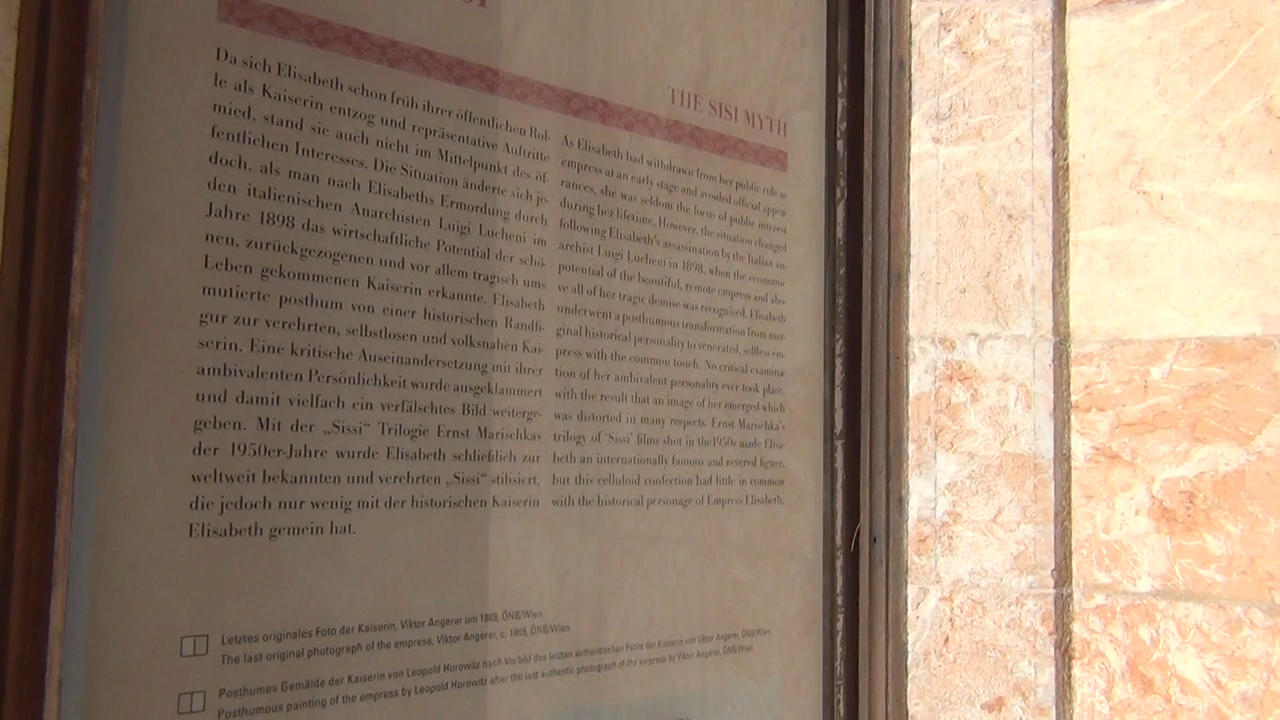 THE SISI MYTH
Da sich Elisabeth schon früh ihrer öffentlichen Rol-
le als Kaiserin entzog und repräsentative Auftritte
mied, stand sie auch nicht im Mittelpunkt des öf-
fentlichen Interesses. Die Situation änderte sich je-
doch, als man nach Elisabeths Ermordung durch
den italienischen Anarchisten Luigi Lucheni im
Jahre 1898 das wirtschaftliche Potential der schö-
nen, zurückgezogenen und vor allem tragisch ums
Leben gekommenen Kaiserin erkannte. Elisabeth
mutierte posthum von einer historischen Randfi-
gur zur verehrten, selbstlosen und volksnahen Kai-
serin. Eine kritische Auseinandersetzung mit ihrer
ambivalenten Persönlichkeit wurde ausgeklammert
und damit vielfach ein verfälschtes Bild weiterge-
geben. Mit der „Sissi“ Trilogie Ernst Marischkas
der 1950er-Jahre wurde Elisabeth schließlich zur
weltweit bekannten und verehrten „Sissi“ stilisiert,
die jedoch nur wenig mit der historischen Kaiserin
Elisabeth gemein hat.
As Elisabeth had withdrawn from her public role as
empress at an early stage and avoided official appea-
rances, she was seldom the focus of public interest
during her lifetime. However, the situation changed
following Elisabeth's assassination by the Italian an-
archist Luigi Lucheni in 1898, when the economic
potential of the beautiful, remote empress and abo-
ve all of her tragic demise was recognised. Elisabeth
underwent a posthumous transformation from mar-
ginal historical personality to venerated, selfless em-
press with the common touch. No critical examina-
tion of her ambivalent personality ever took place,
with the result that an image of her emerged which
was distorted in many respects. Ernst Marischka's
trilogy of "Sissi" films shot in the 1950s made Elisa-
beth an internationally famous and revered figure,
but this celluloid confection had little in common
with the historical personage of Empress Elisabeth.
Letztes originales Foto der Kaiserin, Viktor Angerer um 1869, ÖNB/Wien.
The last original photograph of the empress, Viktor Angerer, c. 1869, ÖNB/Wien.
Posthumes Gemälde der Kaiserin von Leopold Horowitz nach Vorbild des letzten authentischen Fotos der Kaiserin von Viktor Angerer, ÖNB/Wien
Posthumous painting of the empress by Leopold Horowitz after the last authentic photograph of the empress by Viktor Angerer, ÖNB/Wien